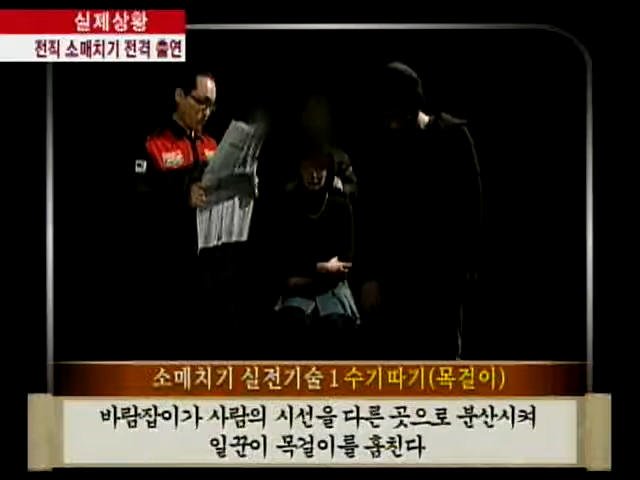 실제상황
전직 소매치기 전격 출연
소매치기 실전기술 1 수기따기(목걸이)
바람잡이가 사람의 시선을 다른 곳으로 분산시켜
일꾼이 목걸이를 훔친다